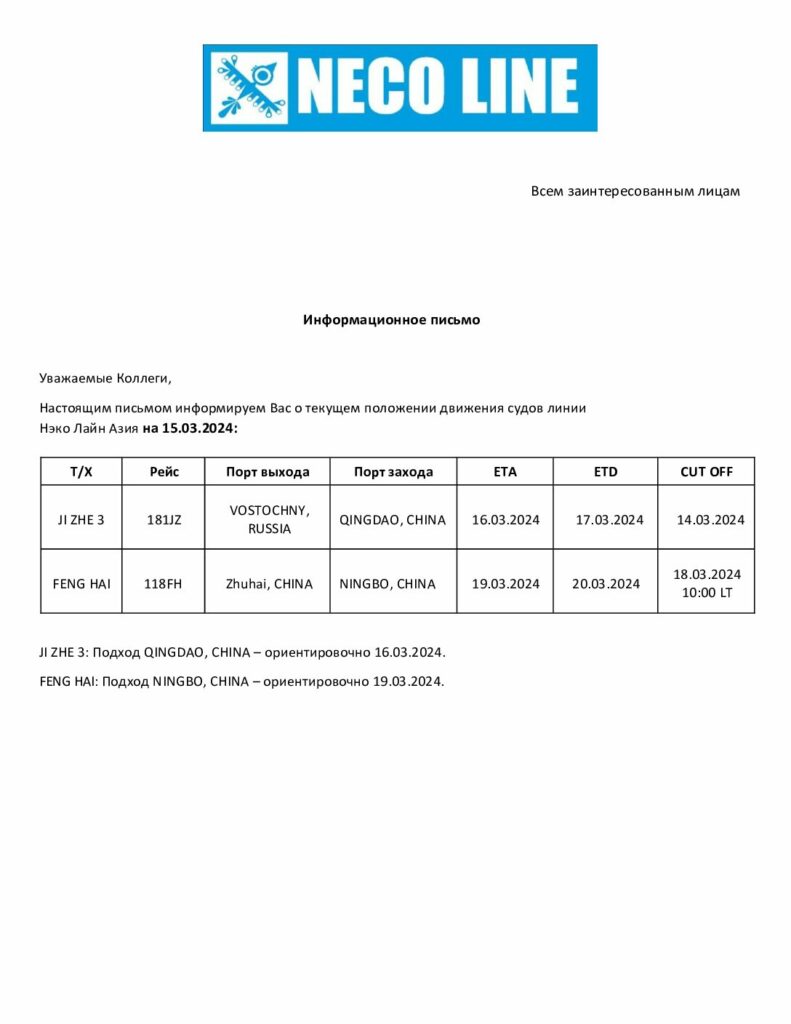 NECO LINE
Всем заинтересованным лицам
Информационное письмо
Уважаемые Коллеги,
Настоящим письмом информируем Вас о текущем положении движения судов линии
Нэко Лайн Азия на 15.03.2024:
Т/Х Рейс Порт выхода Порт захода ETA ETD CUT OFF
JI ZHE 3 181JZ VOSTOCHNY, RUSSIA QINGDAO, CHINA 16.03.2024 17.03.2024 14.03.2024
FENG HAI 118FH Zhuhai, CHINA NINGBO, CHINA 19.03.2024 20.03.2024 18.03.2024 10:00 LT
JI ZHE 3: Подход QINGDAO, CHINA – ориентировочно 16.03.2024.
FENG HAI: Подход NINGBO, CHINA – ориентировочно 19.03.2024.